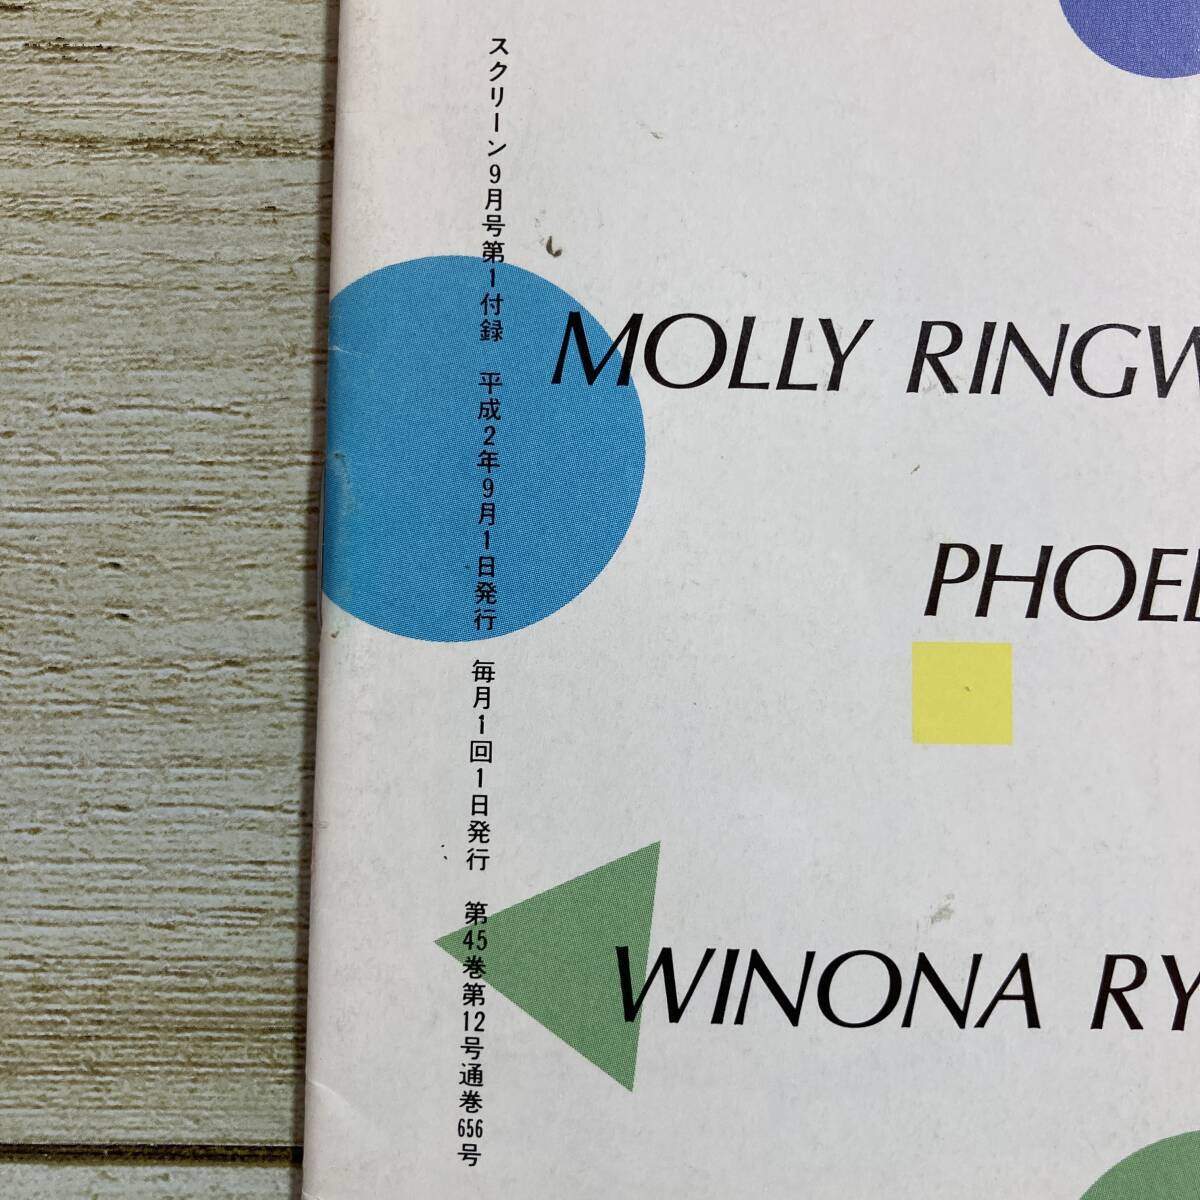 スクリーン9月号第1付録 平成2年9月1日発行 毎月1回1日発行 第45巻第12号通巻656号
MOLLY
PHOEB
WINONA